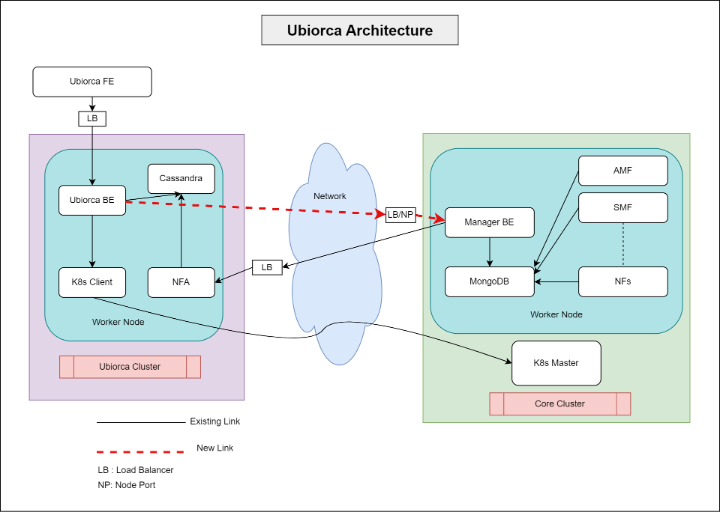 Ubiorca Architecture
Ubiorca FE
LB
Cassandra
Ubiorca BE
K8s Client
NFA
Worker Node
Ubiorca Cluster
Network
LB/NP
LB
AMF
SMF
Manager BE
MongoDB
NFs
Worker Node
K8s Master
Core Cluster
Existing Link
New Link
LB : Load Balancer
NP: Node Port